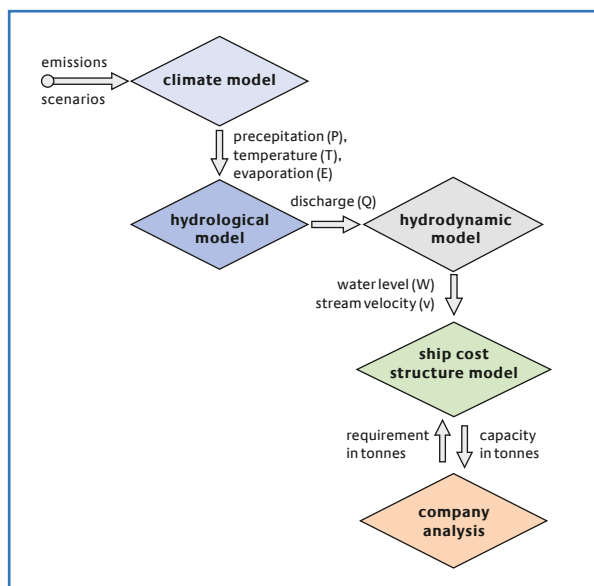 emissions
scenarios
climate model
precepitation (P),
temperature (T),
evaporation (E)
hydrological
model
discharge (Q)
hydrodynamic
model
water level (W)
stream velocity (v)
ship cost
structure model
requirement
in tonnes
capacity
in tonnes
company
analysis